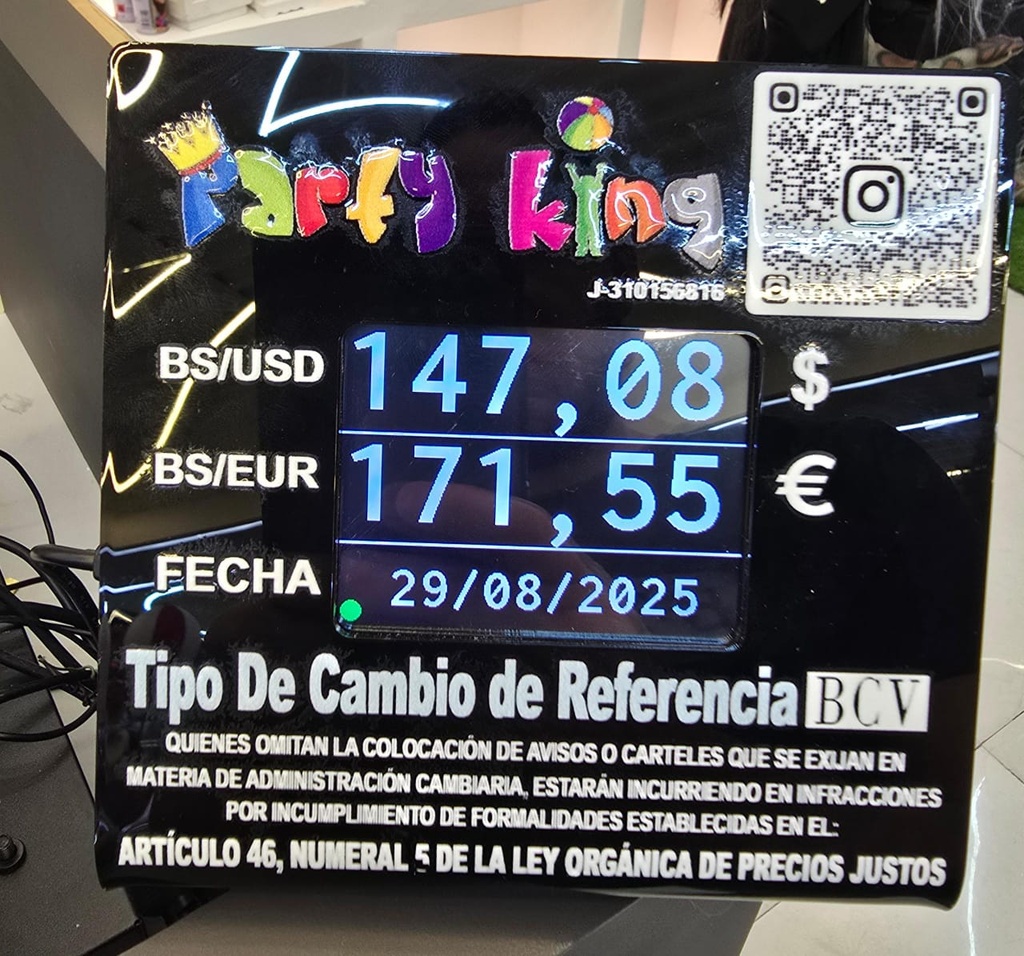 Party king
J-310156816
BS/USD 147,08 $
BS/EUR 171,55 €
FECHA 29/08/2025
Tipo De Cambio de Referencia BCV
QUIENES OMITAN LA COLOCACIÓN DE AVISOS O CARTELES QUE SE EXIJAN EN
MATERIA DE ADMINISTRACIÓN CAMBIARIA, ESTARÁN INCURRIENDO EN INFRACCIONES
POR INCUMPLIMIENTO DE FORMALIDADES ESTABLECIDAS EN EL:
ARTÍCULO 46, NUMERAL 5 DE LA LEY ORGÁNICA DE PRECIOS JUSTOS